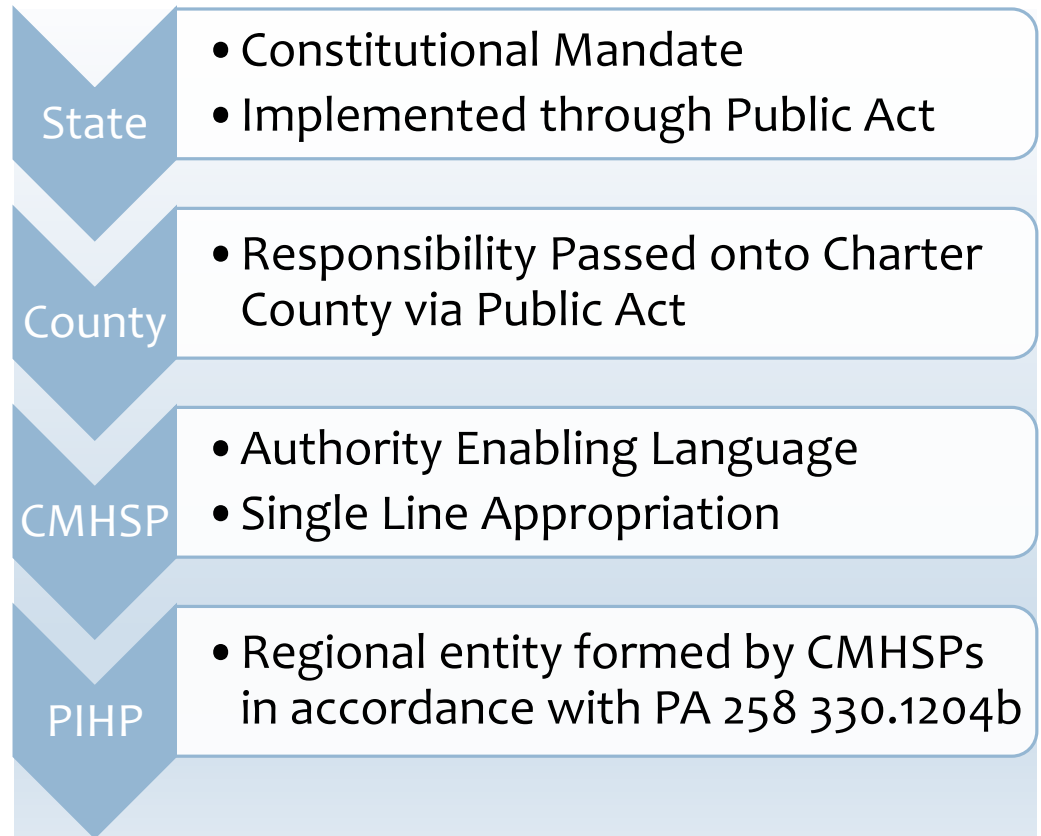 State
• Constitutional Mandate
• Implemented through Public Act
County
• Responsibility Passed onto Charter
County via Public Act
CMHSP
• Authority Enabling Language
• Single Line Appropriation
PIHP
• Regional entity formed by CMHSPs
in accordance with PA 258 330.1204b